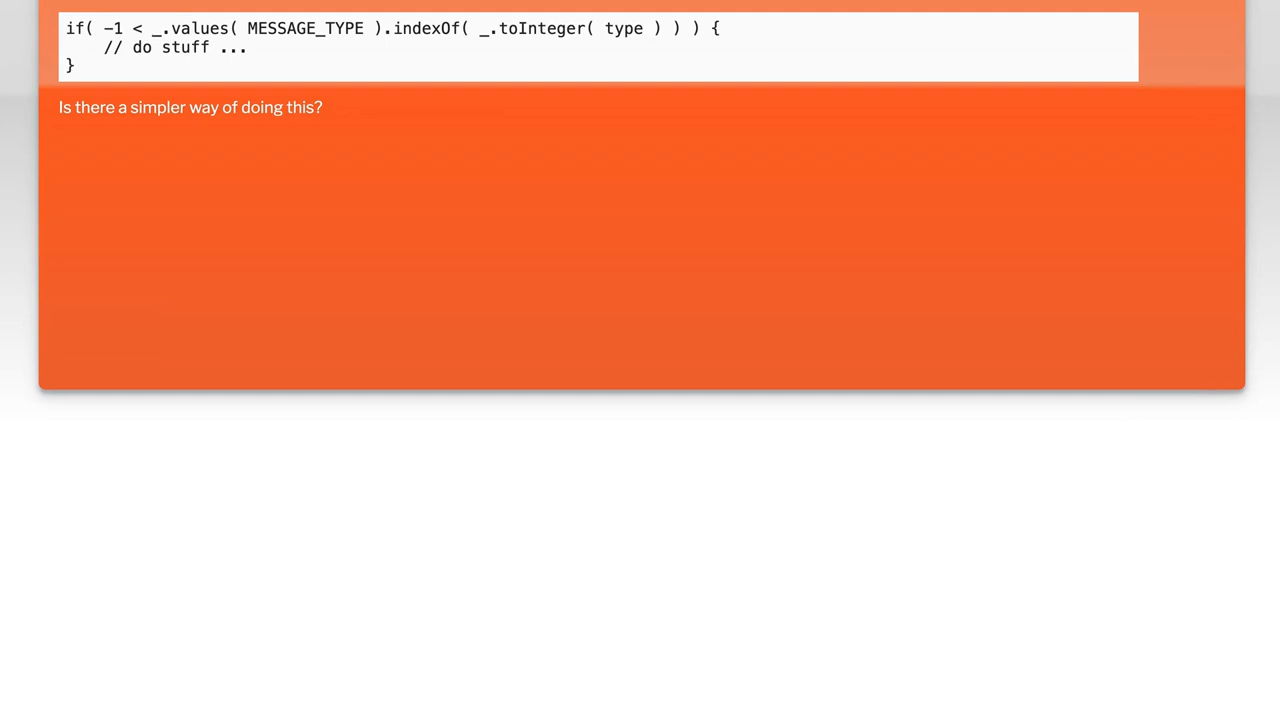 if( -1 < _.values( MESSAGE_TYPE ).indexOf( _.toInteger( type ) ) ) {
    // do stuff ...
}
Is there a simpler way of doing this?